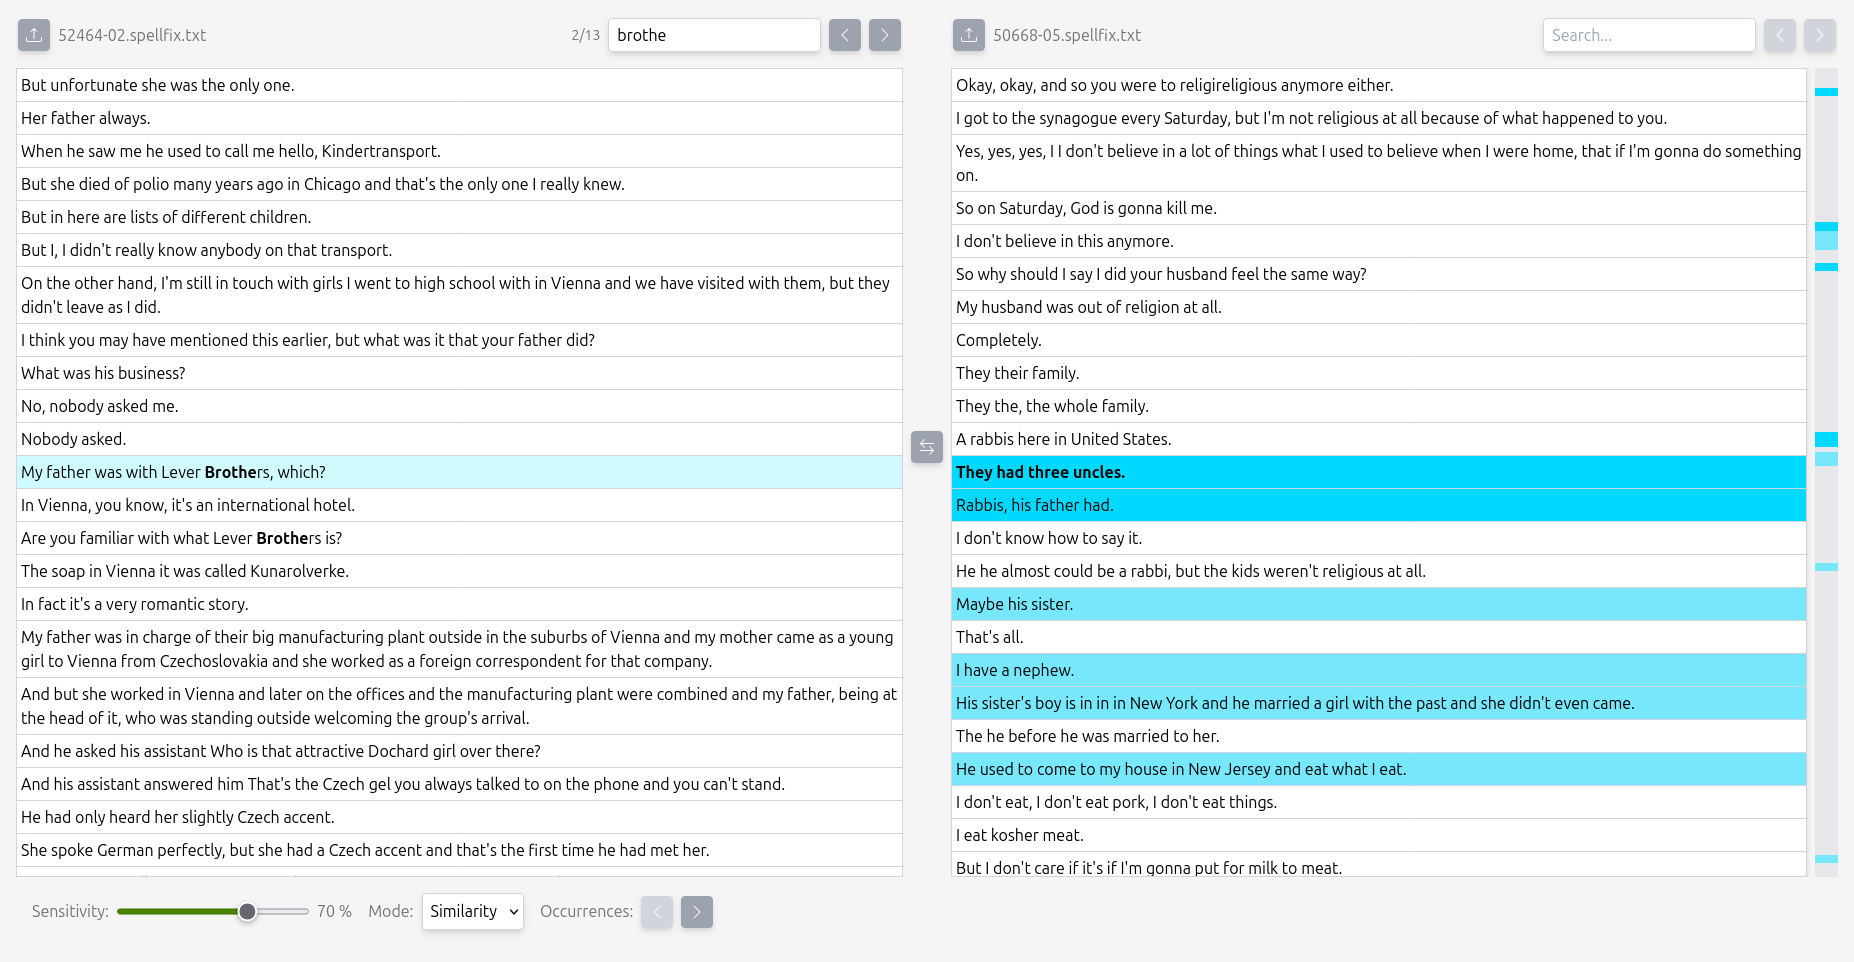 52464-02.spellfix.txt
2/13
brothe
But unfortunate she was the only one.
Her father always.
When he saw me he used to call me hello, Kindertransport.
But she died of polio many years ago in Chicago and that's the only one I really knew.
But in here are lists of different children.
But I, I didn't really know anybody on that transport.
On the other hand, I'm still in touch with girls I went to high school with in Vienna and we have visited with them, but they
didn't leave as I did.
I think you may have mentioned this earlier, but what was it that your father did?
What was his business?
No, nobody asked me.
Nobody asked.
My father was with Lever Brothers, which?
In Vienna, you know, it's an international hotel.
Are you familiar with what Lever Brothers is?
The soap in Vienna it was called Kunarolverke.
In fact it's a very romantic story.
My father was in charge of their big manufacturing plant outside in the suburbs of Vienna and my mother came as a young
girl to Vienna from Czechoslovakia and she worked as a foreign correspondent for that company.
And but she worked in Vienna and later on the offices and the manufacturing plant were combined and my father, being at
the head of it, who was standing outside welcoming the group's arrival.
And he asked his assistant Who is that attractive Dochard girl over there?
And his assistant answered him That's the Czech gel you always talked to on the phone and you can't stand.
He had only heard her slightly Czech accent.
She spoke German perfectly, but she had a Czech accent and that's the first time he had met her.
50668-05.spellfix.txt
Search...
Okay, okay, and so you were to religireligious anymore either.
I got to the synagogue every Saturday, but I'm not religious at all because of what happened to you.
Yes, yes, yes, I I don't believe in a lot of things what I used to believe when I were home, that if I'm gonna do something
on.
So on Saturday, God is gonna kill me.
I don't believe in this anymore.
So why should I say I did your husband feel the same way?
My husband was out of religion at all.
Completely.
They their family.
They the, the whole family.
A rabbis here in United States.
They had three uncles.
Rabbis, his father had.
I don't know how to say it.
He he almost could be a rabbi, but the kids weren't religious at all.
Maybe his sister.
That's all.
I have a nephew.
His sister's boy is in in in New York and he married a girl with the past and she didn't even came.
The he before he was married to her.
He used to come to my house in New Jersey and eat what I eat.
I don't eat, I don't eat pork, I don't eat things.
I eat kosher meat.
But I don't care if it's if I'm gonna put for milk to meat.
Sensitivity:
70 %
Mode:
Similarity
Occurrences: